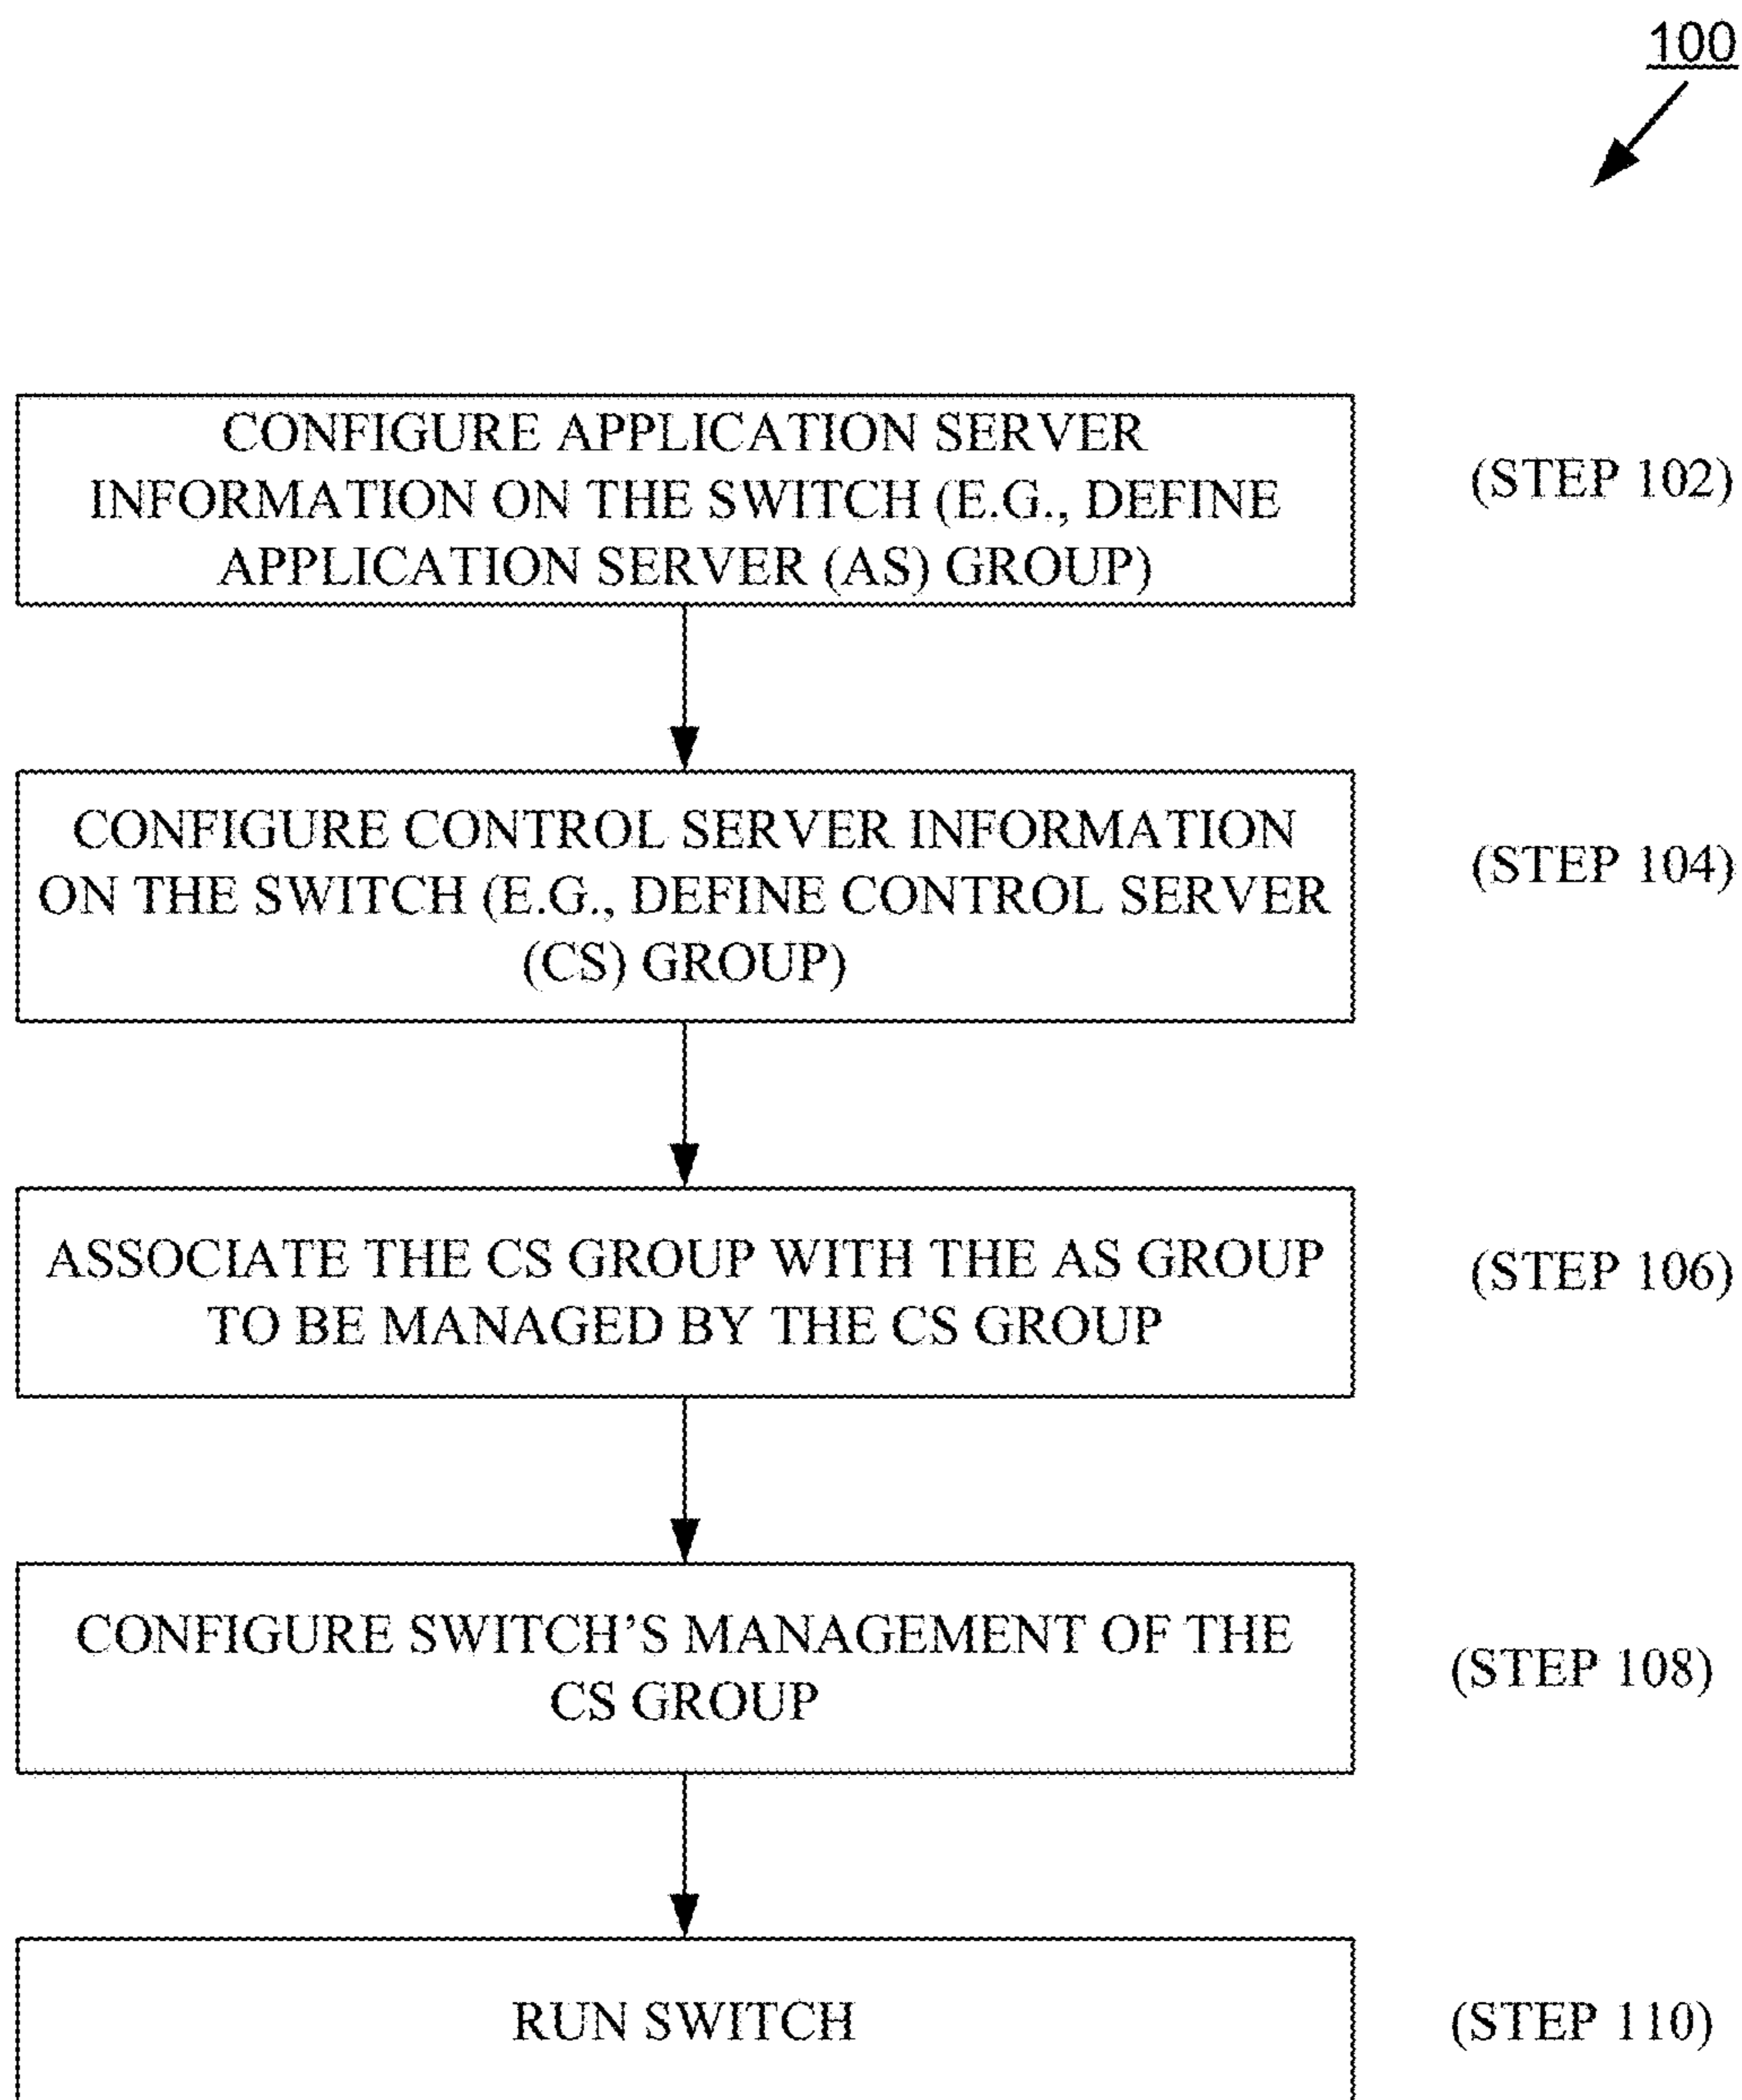 100
CONFIGURE APPLICATION SERVER
INFORMATION ON THE SWITCH (E.G., DEFINE
APPLICATION SERVER (AS) GROUP)
(STEP 102)
CONFIGURE CONTROL SERVER INFORMATION
ON THE SWITCH (E.G., DEFINE CONTROL SERVER
(CS) GROUP)
(STEP 104)
ASSOCIATE THE CS GROUP WITH THE AS GROUP
TO BE MANAGED BY THE CS GROUP
(STEP 106)
CONFIGURE SWITCH’S MANAGEMENT OF THE
CS GROUP
(STEP 108)
RUN SWITCH
(STEP 110)